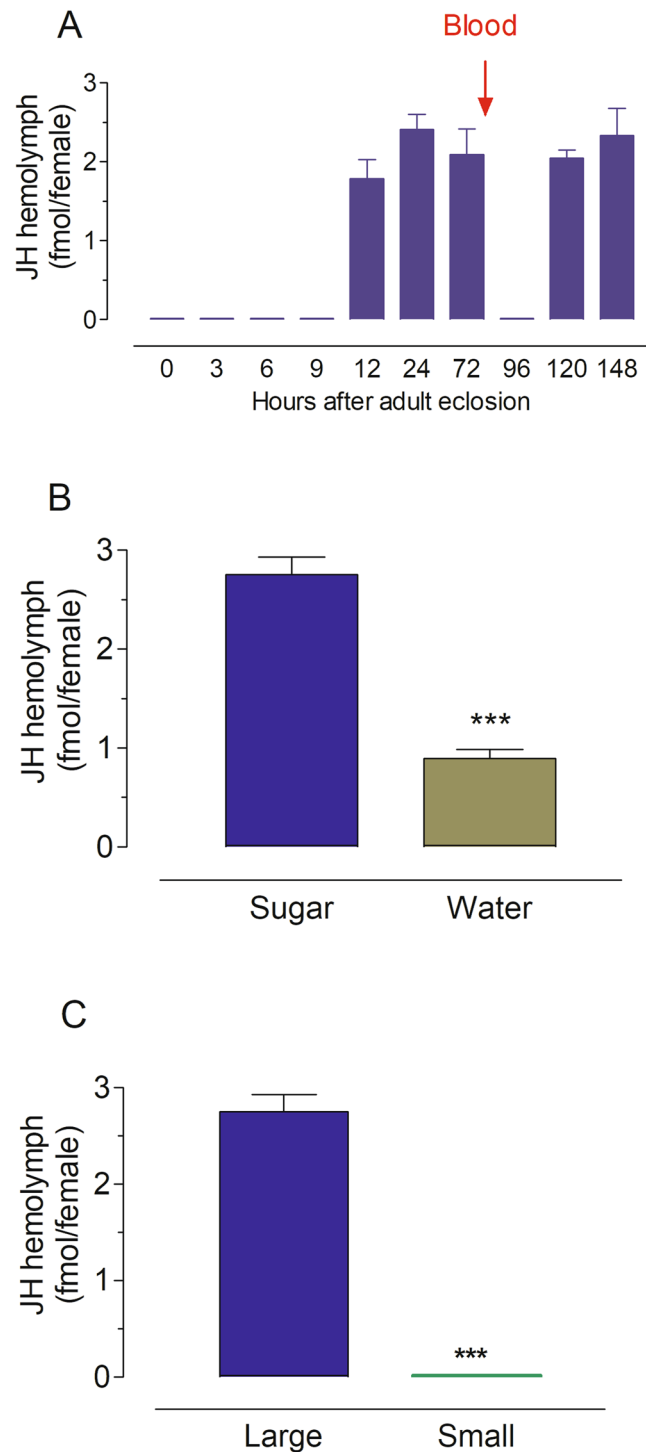 A
Blood
JH hemolymph
(fmol/female)
3
2
1
0
0 3 6 9 12 24 72 96 120 148
Hours after adult eclosion
B
JH hemolymph
(fmol/female)
3
2
1
0
***
Sugar Water
C
JH hemolymph
(fmol/female)
3
2
1
0
***
Large Small